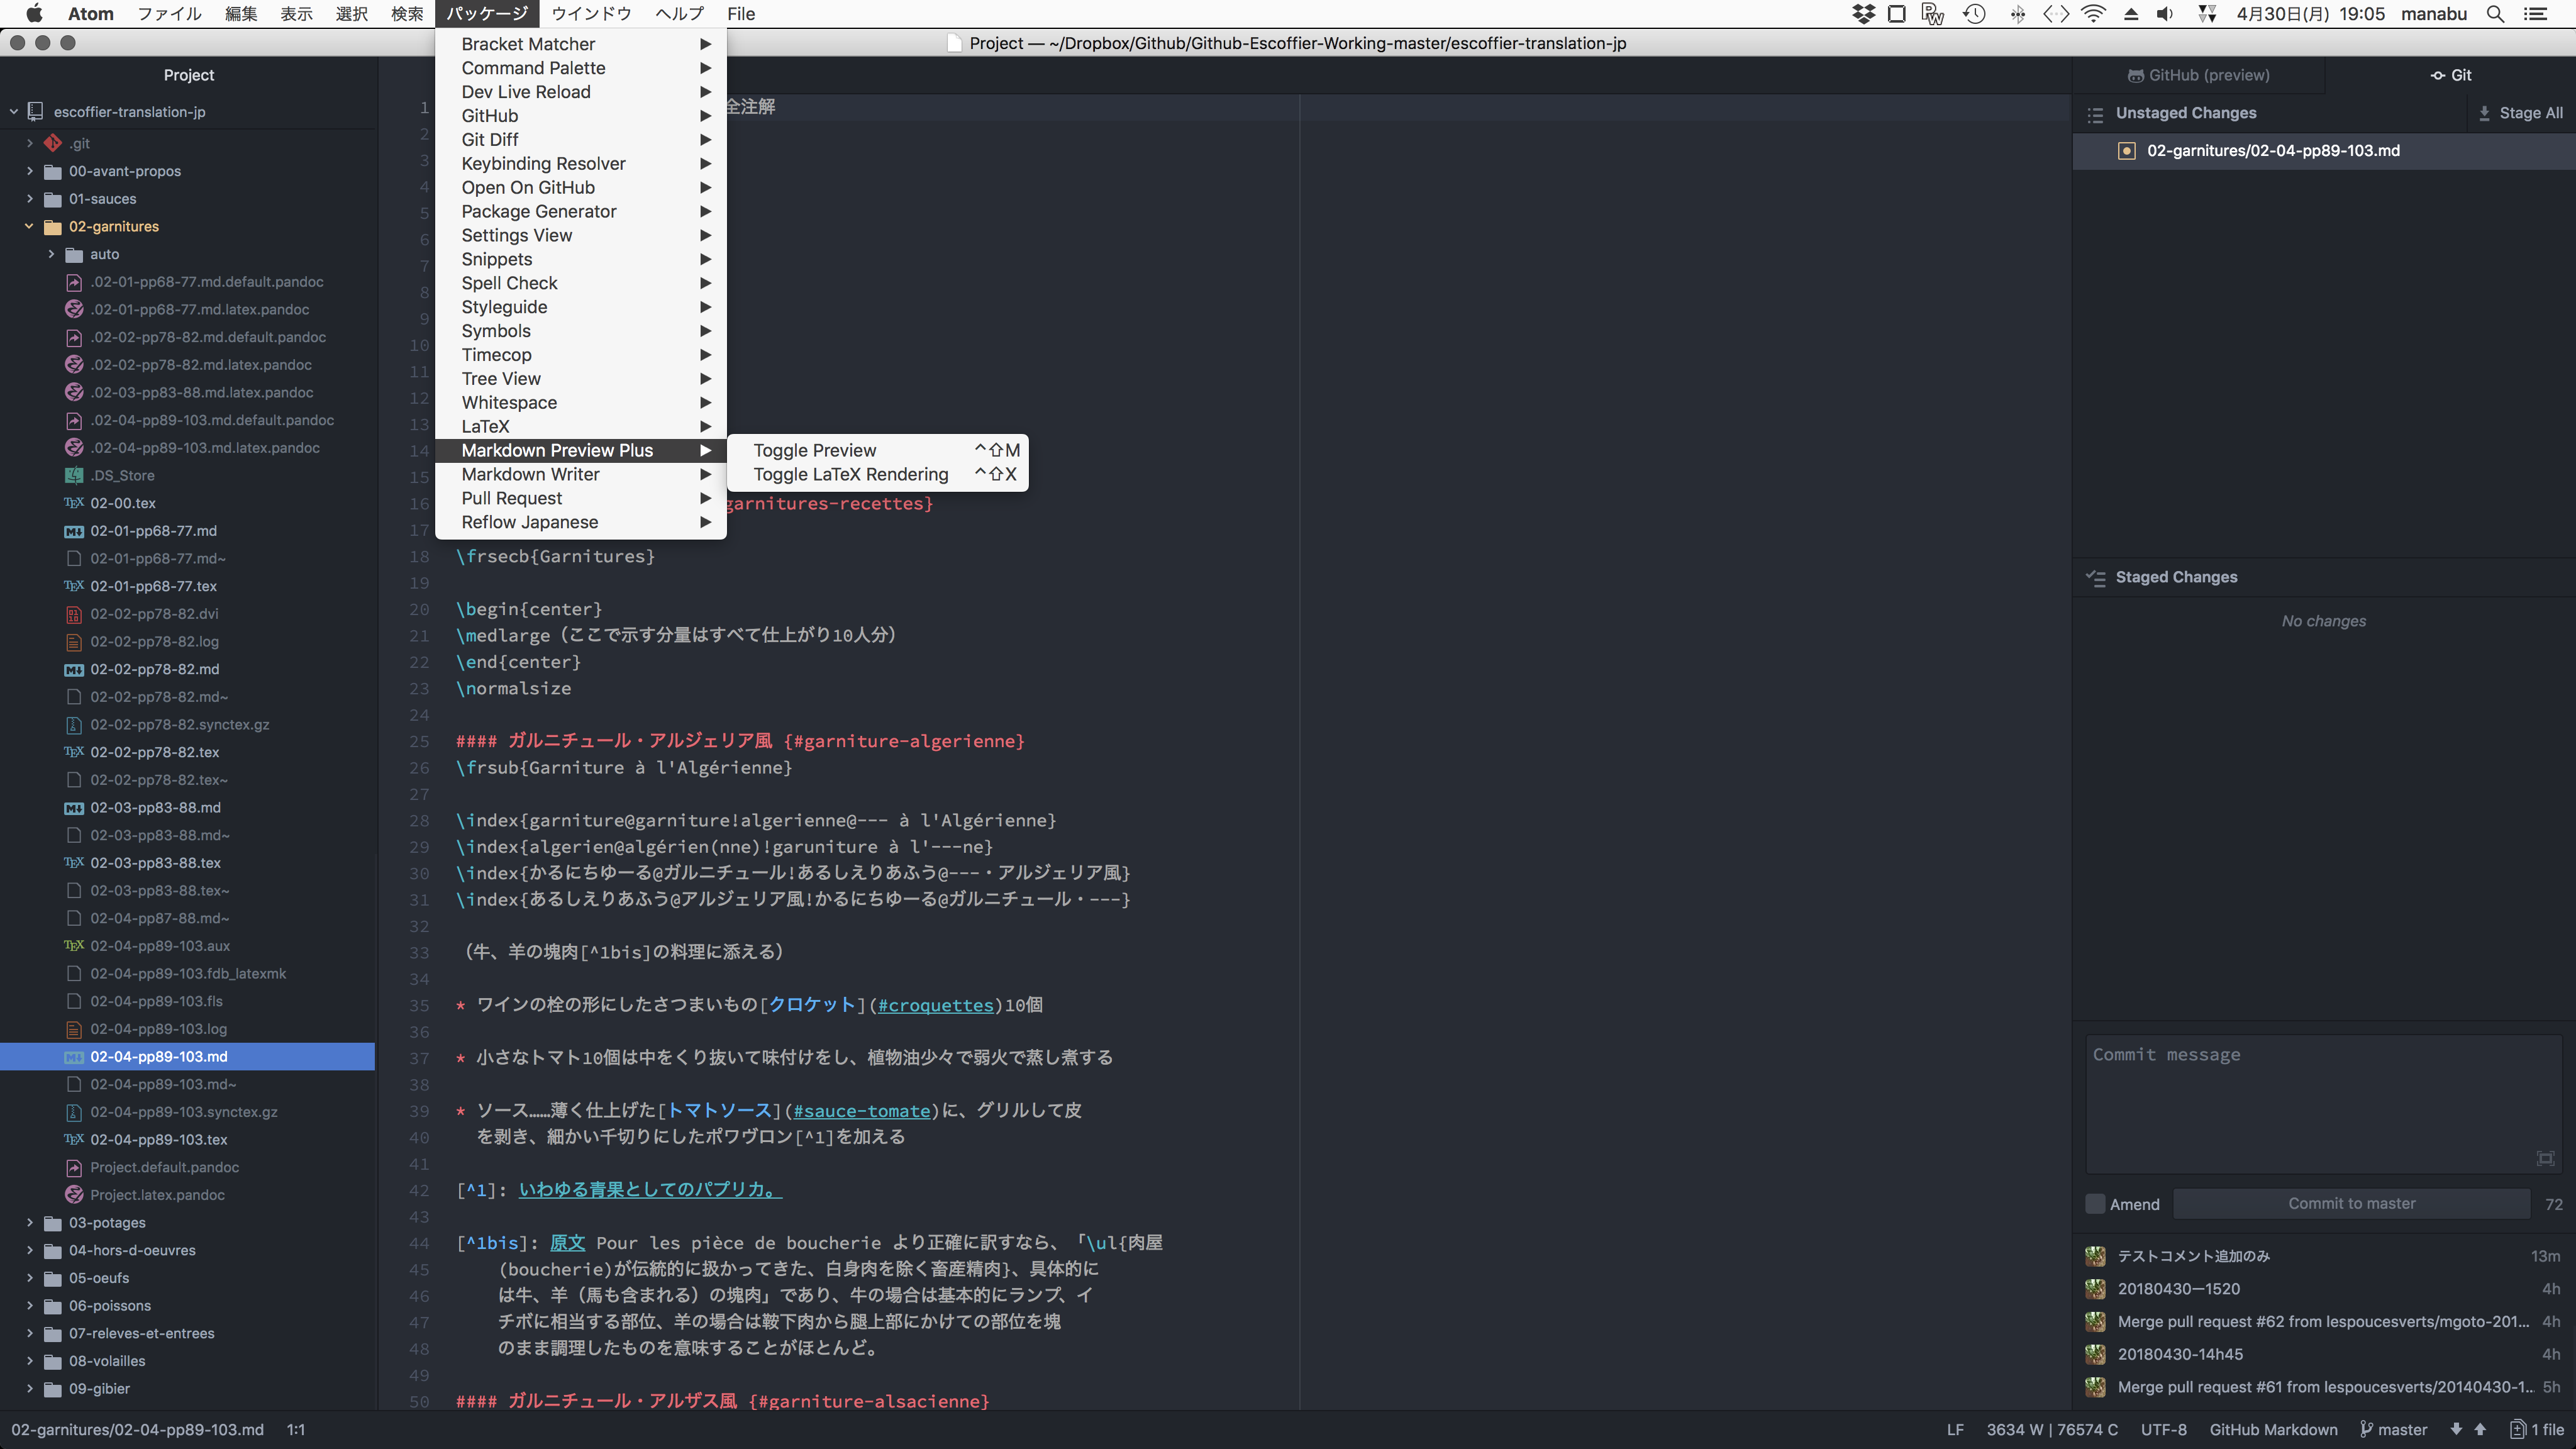 Atom ファイル 編集 表示 選択 検索 パッケージ ウインドウ ヘルプ File 4月30日(月) 19:05 manabu
Project — ~/Dropbox/Github/Github-Escoffier-Working-master/escoffier-translation-jp
Project
escoffier-translation-jp
.git
00-avant-propos
01-sauces
02-garnitures
auto
.02-01-pp68-77.md.default.pandoc
.02-01-pp68-77.md.latex.pandoc
.02-02-pp78-82.md.default.pandoc
.02-02-pp78-82.md.latex.pandoc
.02-03-pp83-88.md.latex.pandoc
.02-04-pp89-103.md.default.pandoc
.02-04-pp89-103.md.latex.pandoc
.DS_Store
02-00.tex
02-01-pp68-77.md
02-01-pp68-77.md~
02-01-pp68-77.tex
02-02-pp78-82.dvi
02-02-pp78-82.log
02-02-pp78-82.md
02-02-pp78-82.md~
02-02-pp78-82.synctex.gz
02-02-pp78-82.tex
02-02-pp78-82.tex~
02-03-pp83-88.md
02-03-pp83-88.md~
02-03-pp83-88.tex
02-03-pp83-88.tex~
02-04-pp87-88.md~
02-04-pp89-103.aux
02-04-pp89-103.fdb_latexmk
02-04-pp89-103.fls
02-04-pp89-103.log
02-04-pp89-103.md
02-04-pp89-103.md~
02-04-pp89-103.synctex.gz
02-04-pp89-103.tex
Project.default.pandoc
Project.latex.pandoc
03-potages
04-hors-d-oeuvres
05-oeufs
06-poissons
07-releves-et-entrees
08-volailles
09-gibier
Bracket Matcher
Command Palette
Dev Live Reload
GitHub
Git Diff
Keybinding Resolver
Open On GitHub
Package Generator
Settings View
Snippets
Spell Check
Styleguide
Symbols
Timecop
Tree View
Whitespace
LaTeX
Markdown Preview Plus
Markdown Writer
Pull Request
Reflow Japanese
Toggle Preview ^⇧M
Toggle LaTeX Rendering ^⇧X
1 全注解
2
3
4
5
6
7
8
9
10
11
12
13
14
15
16 garnitures-recettes}
17
18 \frsecb{Garnitures}
19
20 \begin{center}
21 \medlarge（ここで示す分量はすべて仕上がり10人分）
22 \end{center}
23 \normalsize
24
25 #### ガルニチュール・アルジェリア風 {#garniture-algerienne}
26 \frsub{Garniture à l'Algérienne}
27
28 \index{garniture@garniture!algerienne@--- à l'Algérienne}
29 \index{algerien@algérien(nne)!garuniture à l'---ne}
30 \index{かるにちゆーる@ガルニチュール!あるしえりあふう@---・アルジェリア風}
31 \index{あるしえりあふう@アルジェリア風!かるにちゆーる@ガルニチュール・---}
32
33 （牛、羊の塊肉[^1bis]の料理に添える）
34
35 * ワインの栓の形にしたさつまいもの[クロケット](#croquettes)10個
36
37 * 小さなトマト10個は中をくり抜いて味付けをし、植物油少々で弱火で蒸し煮する
38
39 * ソース……薄く仕上げた[トマトソース](#sauce-tomate)に、グリルして皮
40 を剥き、細かい千切りにしたポワヴロン[^1]を加える
41
42 [^1]: いわゆる青果としてのパプリカ。
43
44 [^1bis]: 原文 Pour les pièce de boucherie より正確に訳すなら、「\ul{肉屋
45 (boucherie)が伝統的に扱かってきた、白身肉を除く畜産精肉}、具体的に
46 は牛、羊（馬も含まれる）の塊肉」であり、牛の場合は基本的にランプ、イ
47 チボに相当する部位、羊の場合は鞍下肉から腿上部にかけての部位を塊
48 のまま調理したものを意味することがほとんど。
49
50 #### ガルニチュール・アルザス風 {#garniture-alsacienne}
GitHub (preview) Git
Unstaged Changes Stage All
02-garnitures/02-04-pp89-103.md
Staged Changes
No changes
Commit message
Amend Commit to master 72
テストコメント追加のみ 13m
20180430ー1520 4h
Merge pull request #62 from lespoucesverts/mgoto-201... 4h
20180430-14h45 4h
Merge pull request #61 from lespoucesverts/20140430-1... 5h
02-garnitures/02-04-pp89-103.md 1:1 LF 3634 W | 76574 C UTF-8 GitHub Markdown master 1 file